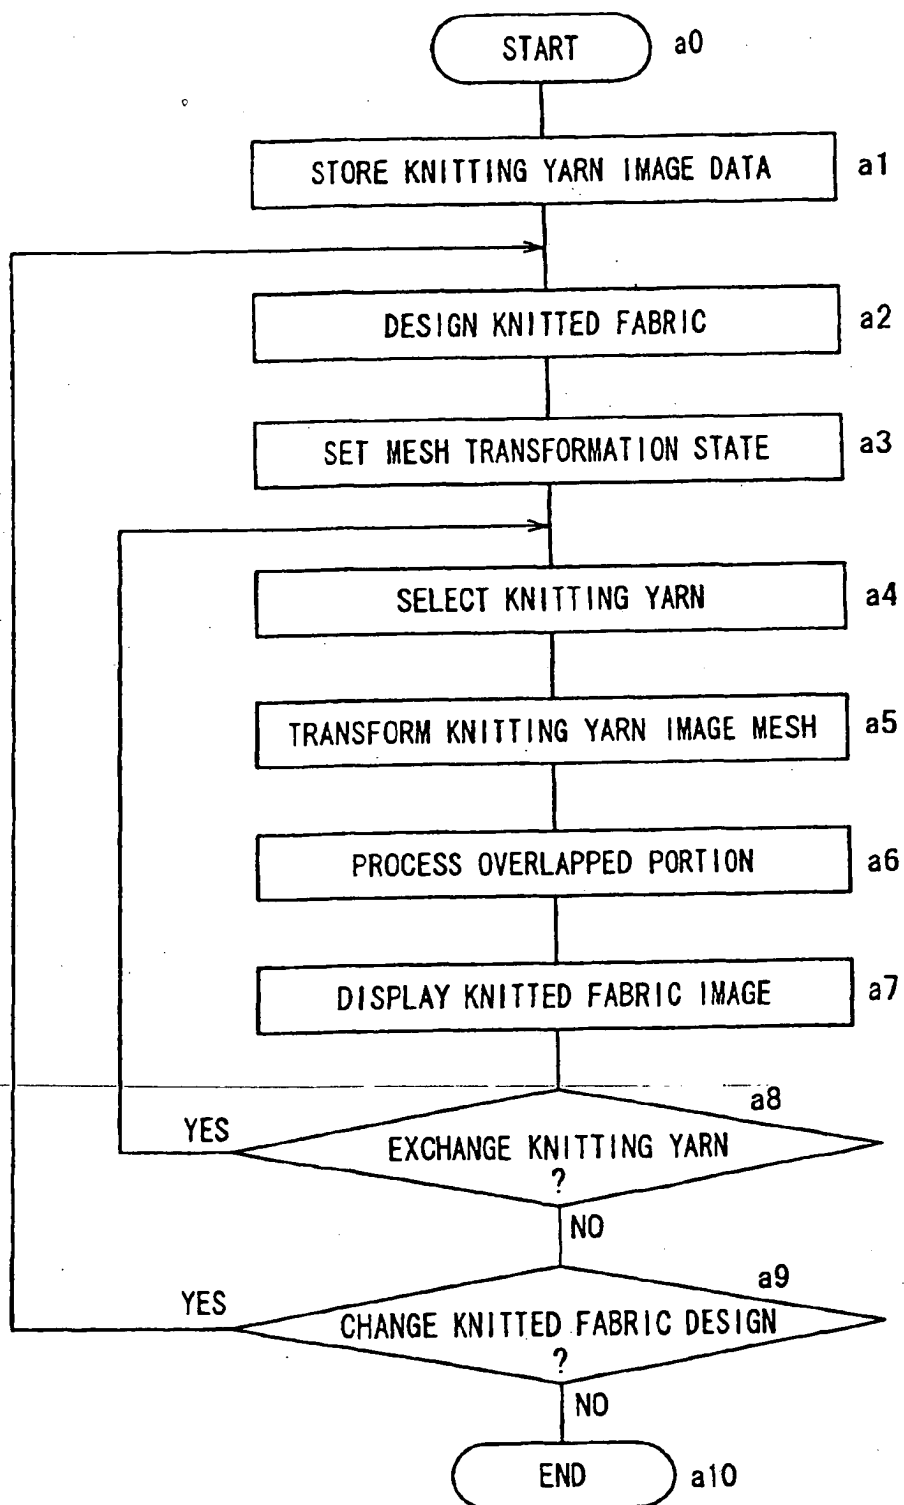 START a0
STORE KNITTING YARN IMAGE DATA a1
DESIGN KNITTED FABRIC a2
SET MESH TRANSFORMATION STATE a3
SELECT KNITTING YARN a4
TRANSFORM KNITTING YARN IMAGE MESH a5
PROCESS OVERLAPPED PORTION a6
DISPLAY KNITTED FABRIC IMAGE a7
a8
YES
EXCHANGE KNITTING YARN
?
NO
a9
YES
CHANGE KNITTED FABRIC DESIGN
?
NO
END a10